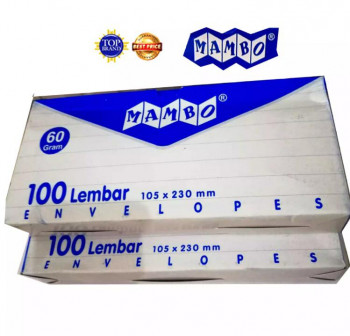 TOP
BRAND
BEST PRICE
MAMBO®
MAMBO®
60
Gram
100 Lembar 105 x 230 mm
ENVELOPES
100 Lembar 105 x 230 mm
ENVELOPES